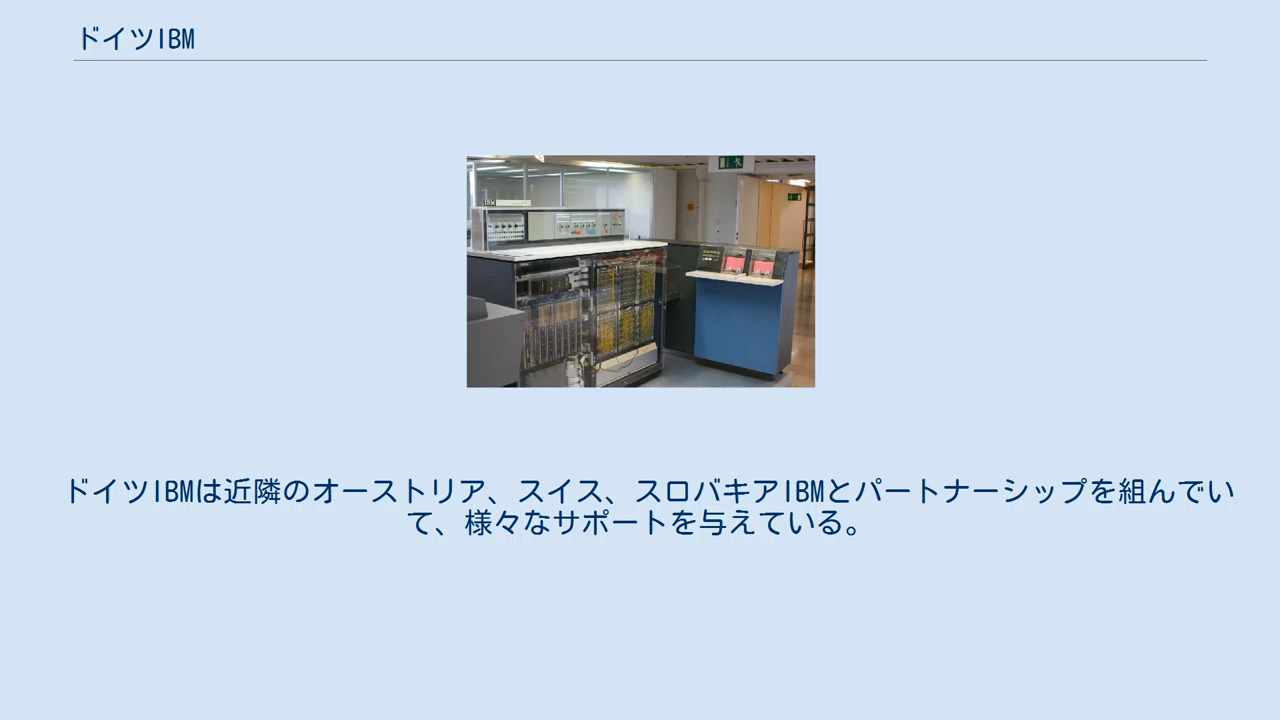 ドイツIBM
IBM
ドイツIBMは近隣のオーストリア、スイス、スロバキアIBMとパートナーシップを組んでい
て、様々なサポートを与えている。